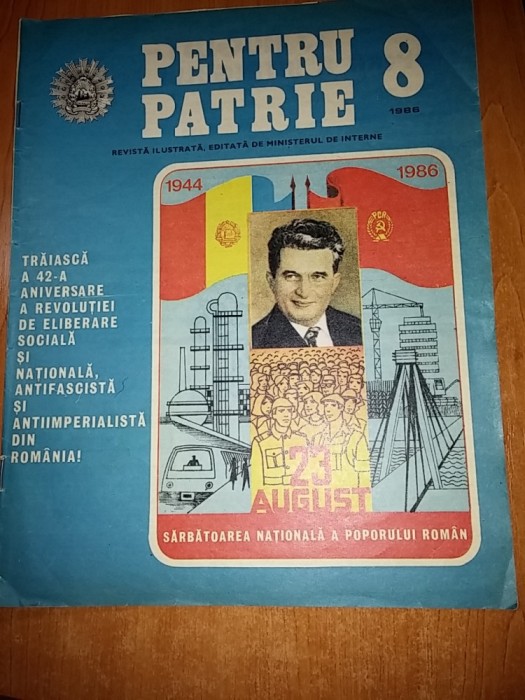 PENTRU
PATRIE
8
1986
REVISTĂ ILUSTRATĂ, EDITATĂ DE MINISTERUL DE INTERNE
1944
1986
PCR
TRĂIASCĂ
A 42-A
ANIVERSARE
A REVOLUȚIEI
DE ELIBERARE
SOCIALĂ
ȘI
NAȚIONALĂ,
ANTIFASCISTĂ
ȘI
ANTIIMPERIALISTĂ
DIN
ROMÂNIA!
23
AUGUST
SĂRBĂTOAREA NAȚIONALĂ A POPORULUI ROMÂN